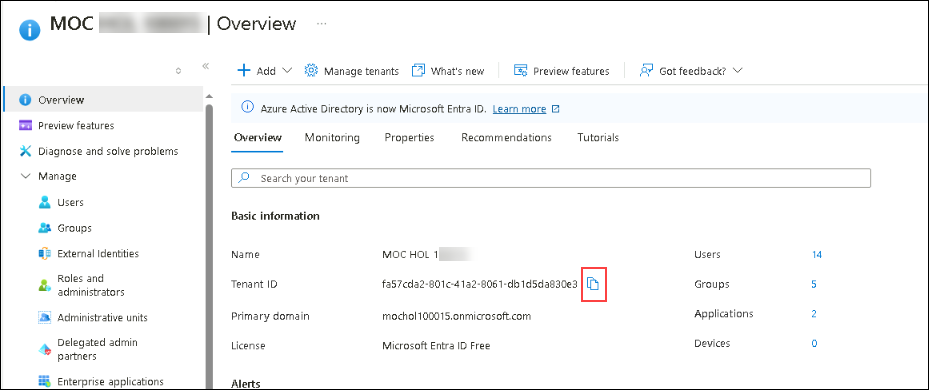 MOC | Overview ...
+ Add Manage tenants What's new Preview features Got feedback?
Overview
Preview features
Diagnose and solve problems
Manage
Users
Groups
External Identities
Roles and
administrators
Administrative units
Delegated admin
partners
Enterprise applications
Azure Active Directory is now Microsoft Entra ID. Learn more
Overview Monitoring Properties Recommendations Tutorials
Search your tenant
Basic information
Name MOC HOL 1 Users 14
Tenant ID fa57cda2-801c-41a2-8061-db1d5da830e3 Groups 5
Primary domain mochol100015.onmicrosoft.com Applications 2
License Microsoft Entra ID Free Devices 0
Alerts